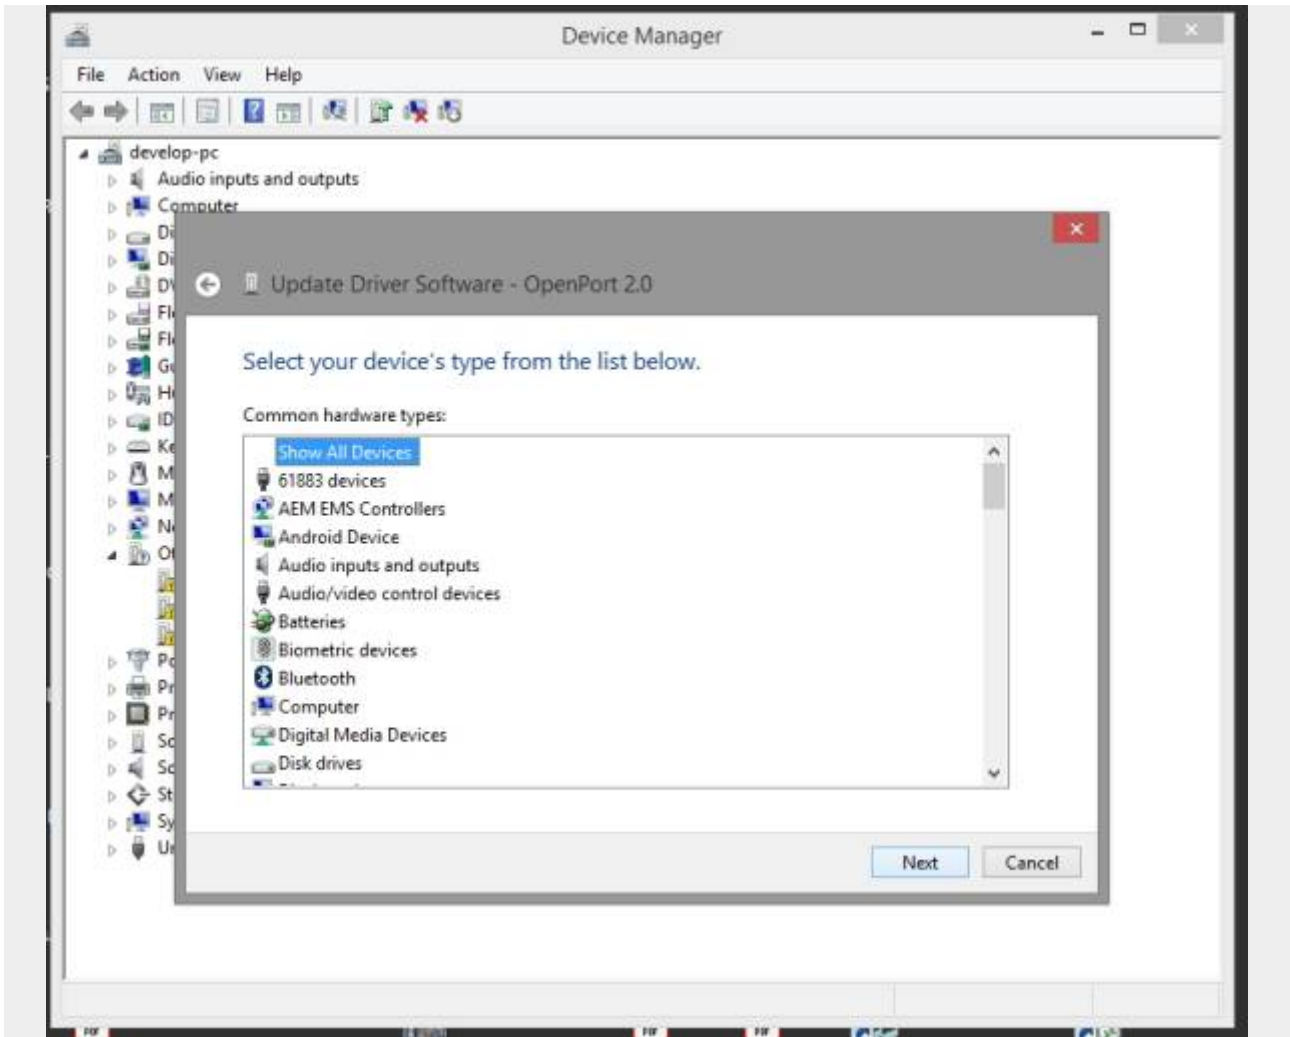 Device Manager
File Action View Help
develop-pc
Audio inputs and outputs
Computer
Update Driver Software - OpenPort 2.0
Select your device's type from the list below.
Common hardware types:
Show All Devices
61883 devices
AEM EMS Controllers
Android Device
Audio inputs and outputs
Audio/video control devices
Batteries
Biometric devices
Bluetooth
Computer
Digital Media Devices
Disk drives
Next Cancel